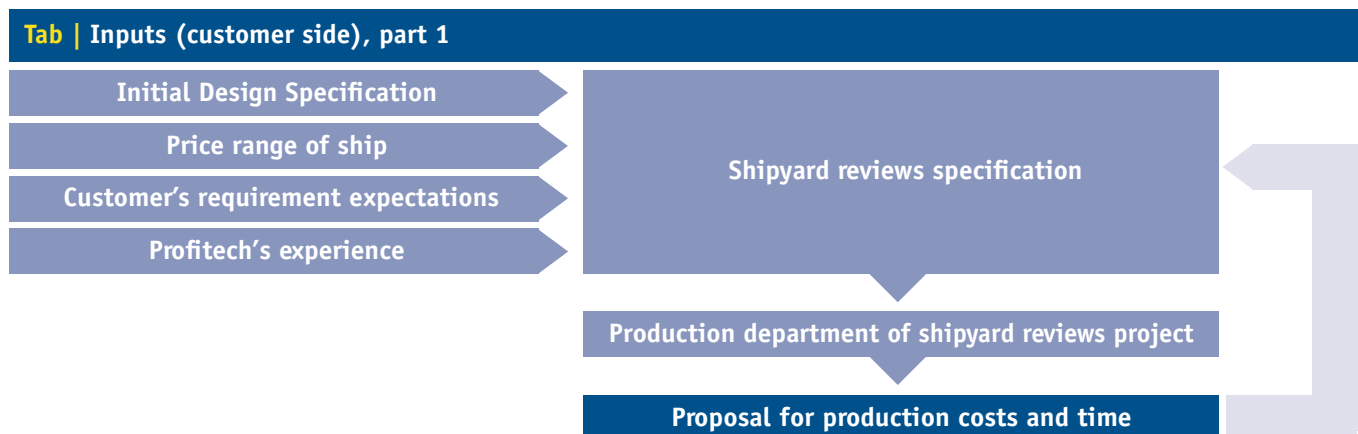 Tab | Inputs (customer side), part 1
Initial Design Specification
Price range of ship
Customer’s requirement expectations
Profitech’s experience
Shipyard reviews specification
Production department of shipyard reviews project
Proposal for production costs and time